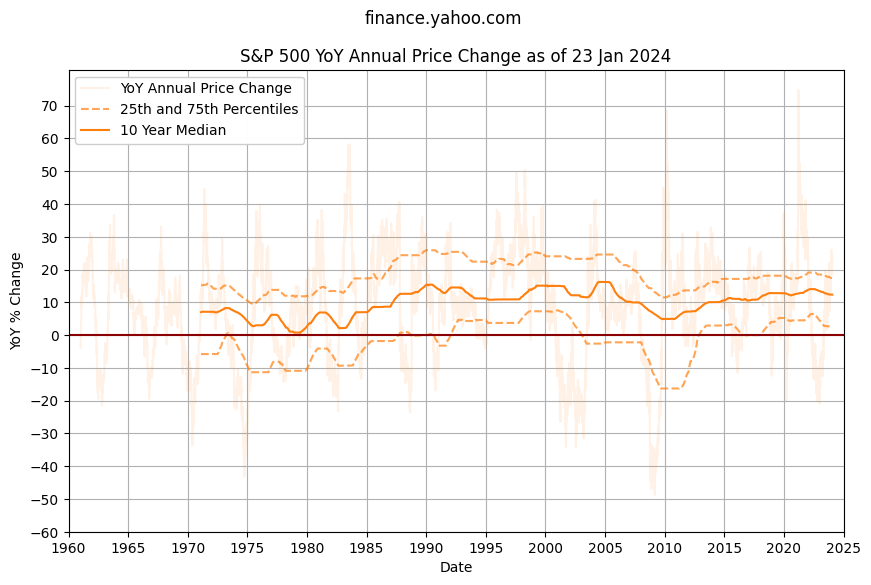 finance.yahoo.com
S&P 500 YoY Annual Price Change as of 23 Jan 2024
YoY Annual Price Change
25th and 75th Percentiles
10 Year Median
YoY % Change
70
60
50
40
30
20
10
0
−10
−20
−30
−40
−50
−60
1960 1965 1970 1975 1980 1985 1990 1995 2000 2005 2010 2015 2020 2025
Date